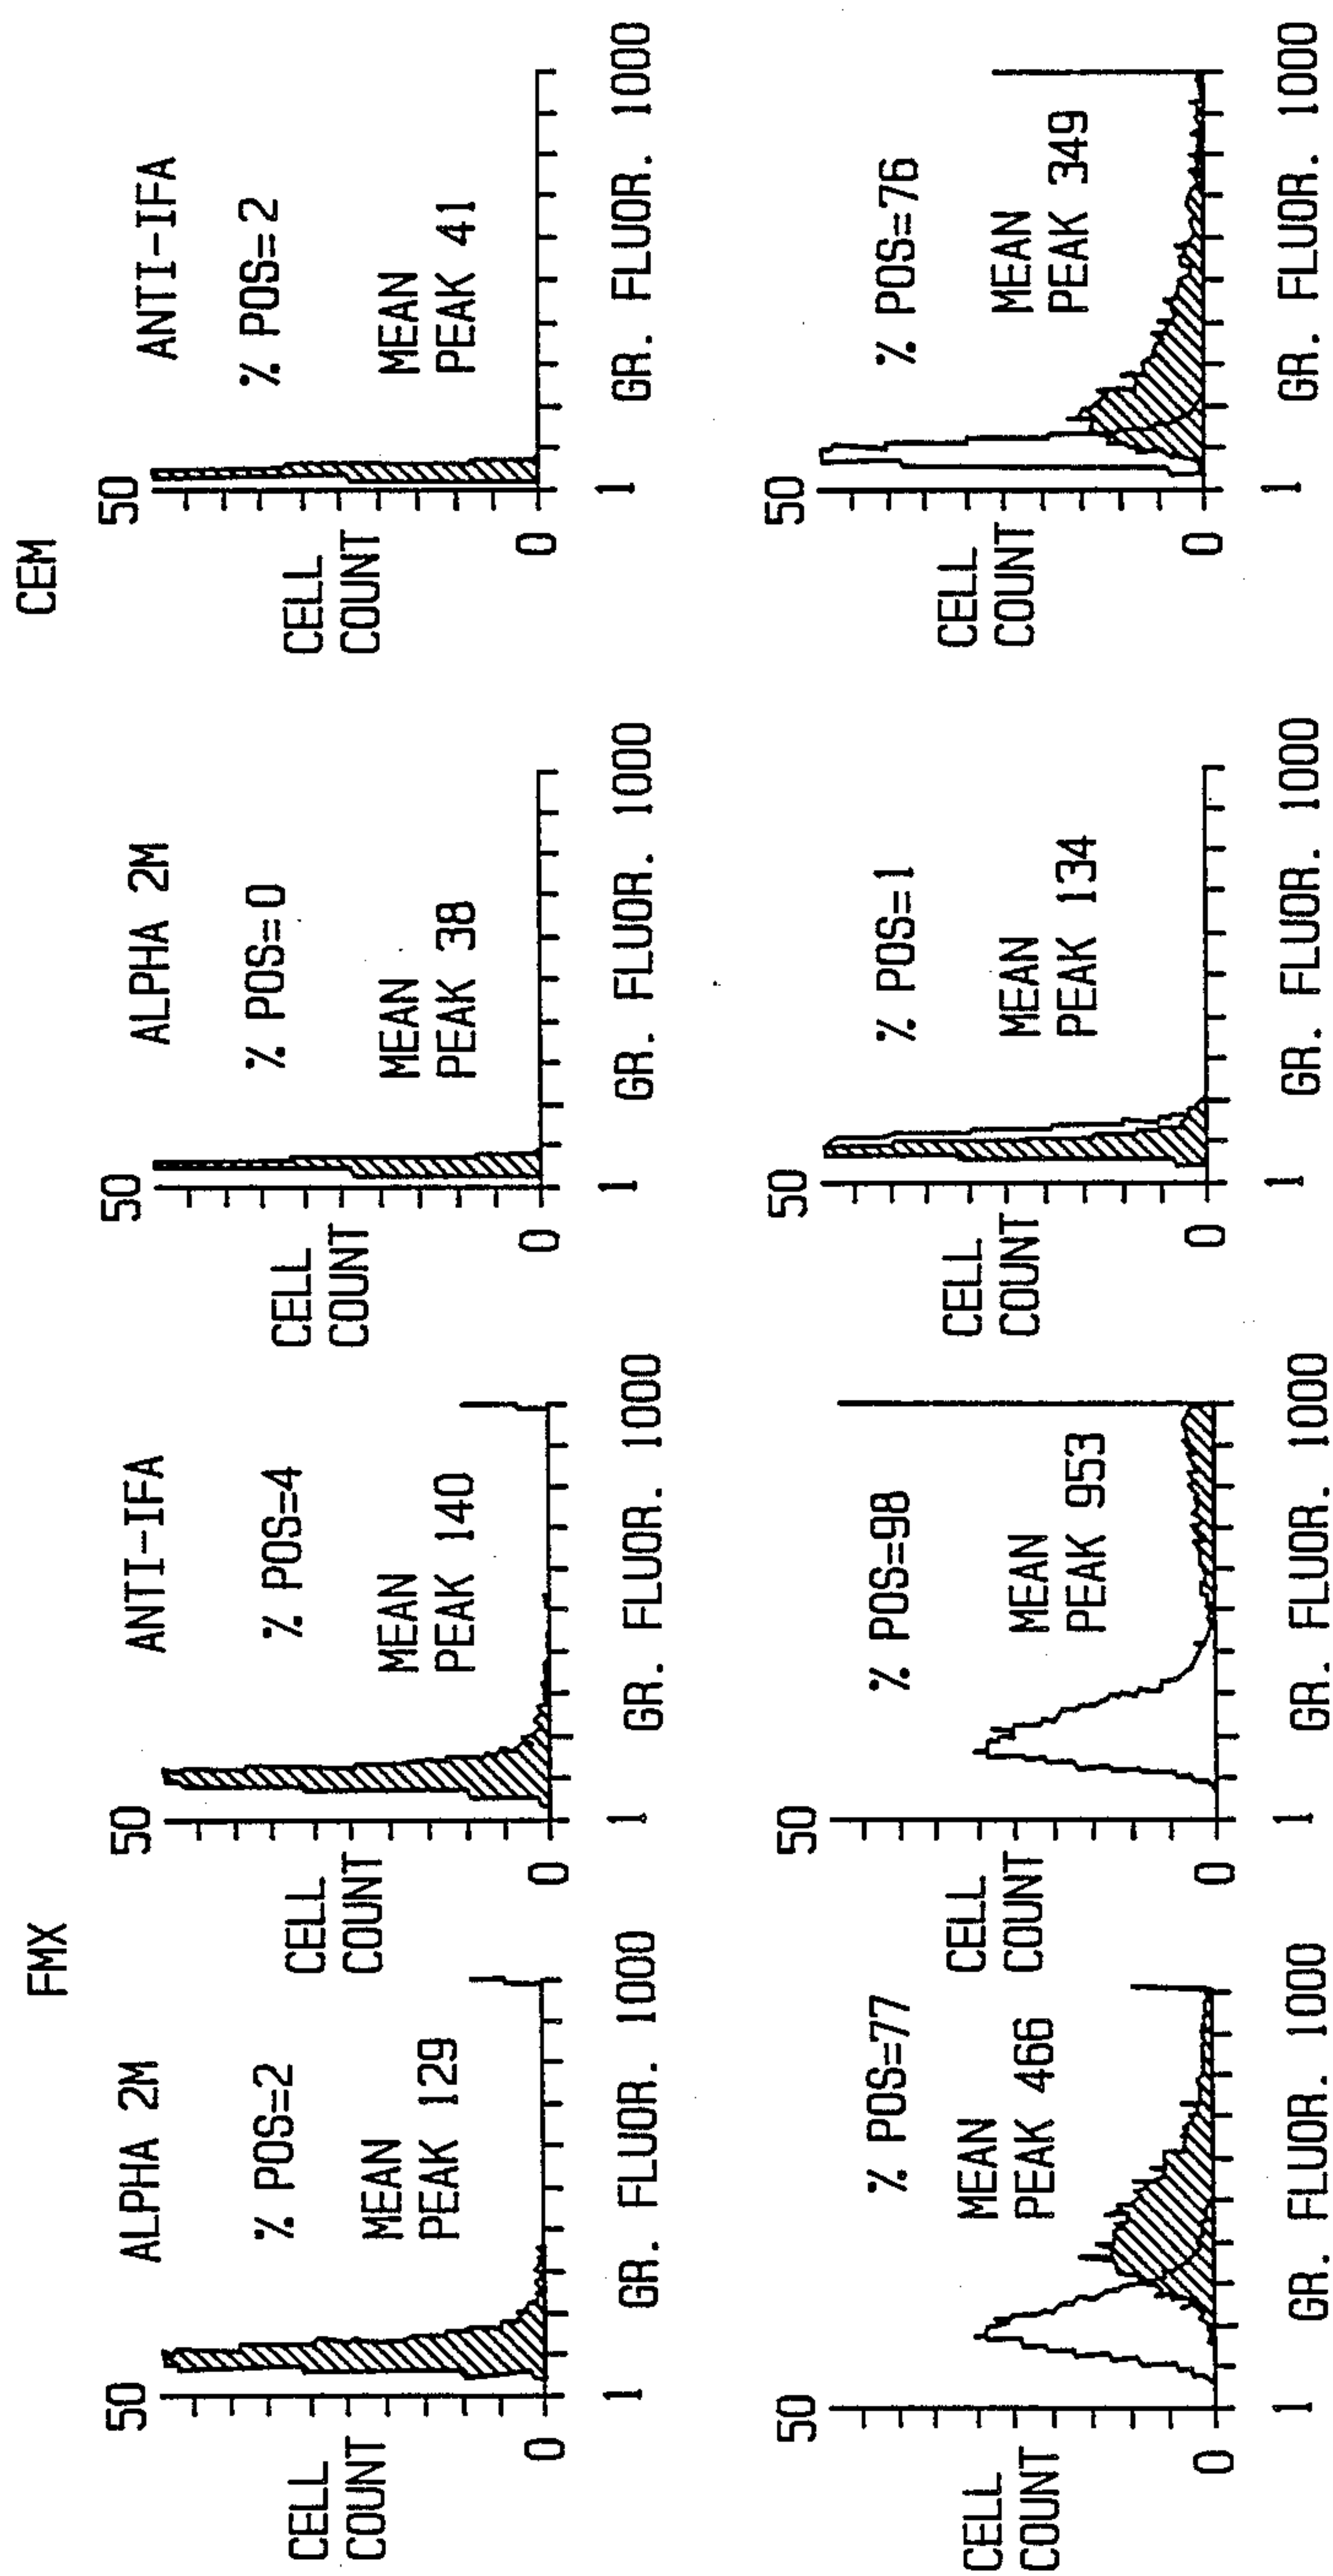 FMX
CEM
ALPHA 2M
% POS=2
MEAN
PEAK 129
50
CELL
COUNT
0
1
GR. FLUOR. 1000
ANTI-IFA
% POS=4
MEAN
PEAK 140
50
CELL
COUNT
0
1
GR. FLUOR. 1000
ALPHA 2M
% POS=0
MEAN
PEAK 38
50
CELL
COUNT
0
1
GR. FLUOR. 1000
ANTI-IFA
% POS=2
MEAN
PEAK 41
50
CELL
COUNT
0
1
GR. FLUOR. 1000
% POS=77
MEAN
PEAK 466
50
CELL
COUNT
0
1
GR. FLUOR. 1000
% POS=98
MEAN
PEAK 953
50
CELL
COUNT
0
1
GR. FLUOR. 1000
% POS=1
MEAN
PEAK 134
50
CELL
COUNT
0
1
GR. FLUOR. 1000
% POS=76
MEAN
PEAK 349
50
CELL
COUNT
0
1
GR. FLUOR. 1000